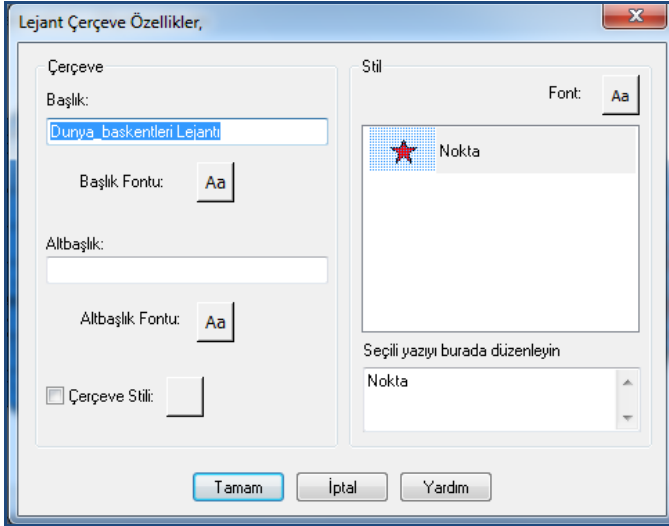 Lejant Çerçeve Özellikler,
Çerçeve
Başlık:
Dunya_baskentleri Lejantı
Başlık Fontu: Aa
Altbaşlık:
Altbaşlık Fontu: Aa
Çerçeve Stili:
Stil
Font: Aa
Nokta
Seçili yazıyı burada düzenleyin
Nokta
Tamam İptal Yardım